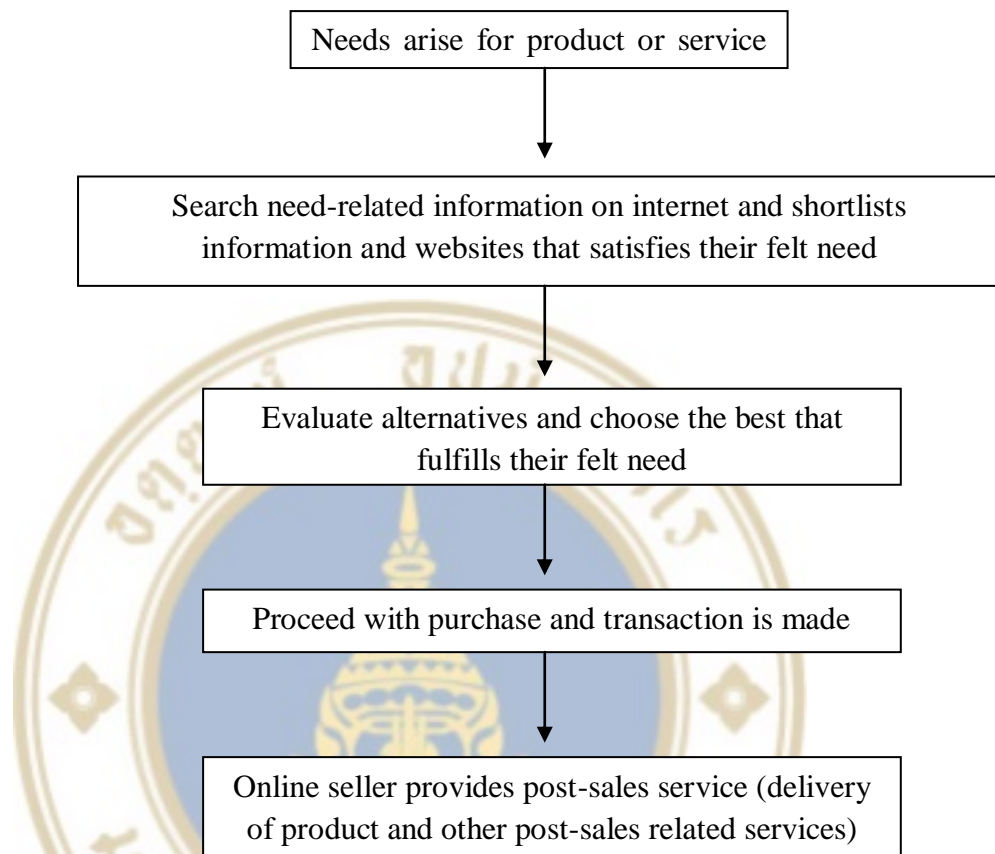 Needs arise for product or service
Search need-related information on internet and shortlists
information and websites that satisfies their felt need
Evaluate alternatives and choose the best that
fulfills their felt need
Proceed with purchase and transaction is made
Online seller provides post-sales service (delivery
of product and other post-sales related services)